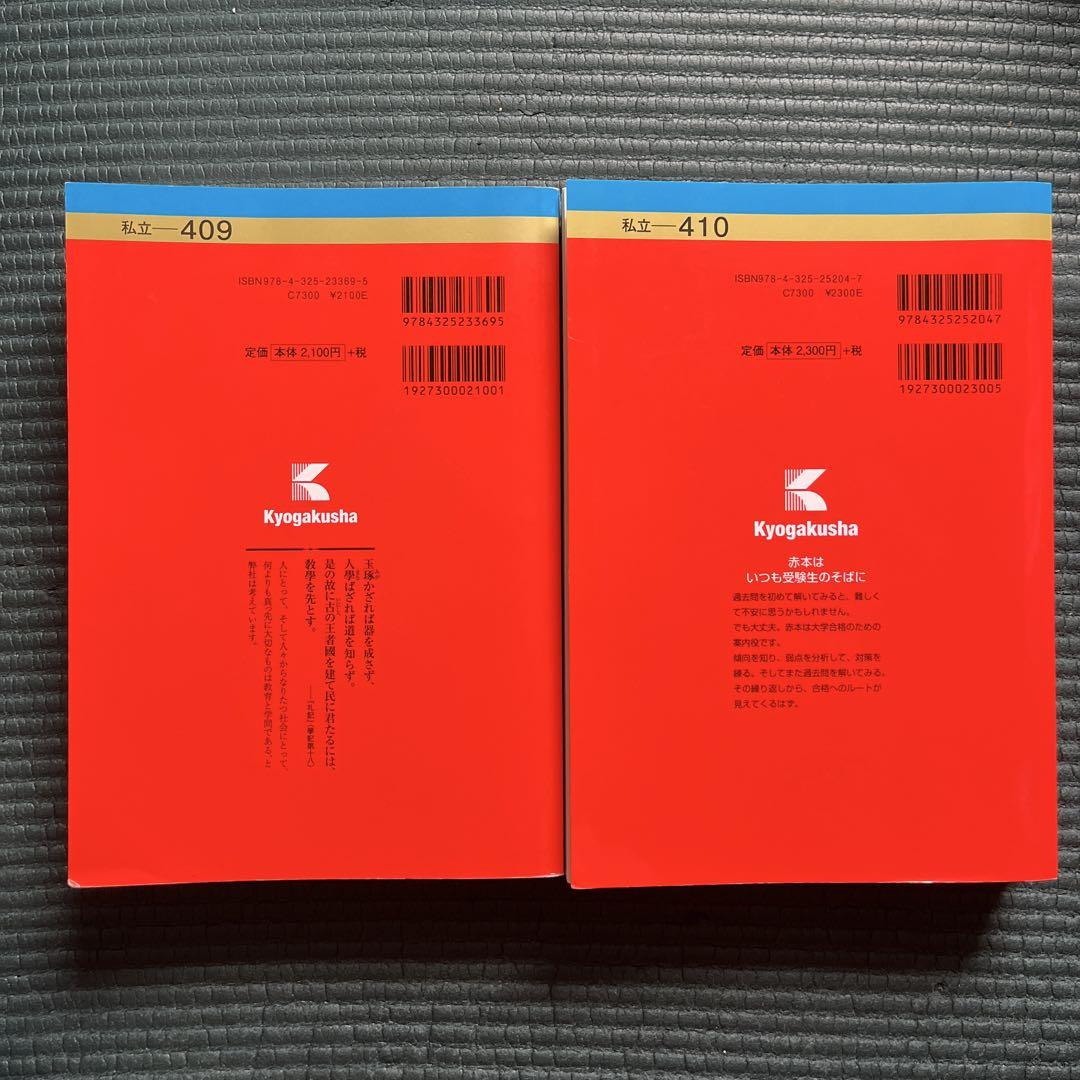 私立―409
ISBN978-4-325-23369-5
C7300 ¥2100E
9784325233695
定価 本体 2,100円 +税
1927300021001
Kyogakusha
玉琢かざれば器を成さず、
人學ばざれば道を知らず。
是の故に古の王者國を建て民に君たるには、
教學を先とす。
――『礼記』(學記第十八)
人にとって、そして人々からなりたつ社会にとって、
何よりも真っ先に大切なものは教育と学問である、と
弊社は考えています。
私立―410
ISBN978-4-325-25204-7
C7300 ¥2300E
9784325252047
定価 本体 2,300円 +税
1927300023005
Kyogakusha
赤本は
いつも受験生のそばに
過去問を初めて解いてみると、難しく
て不安に思うかもしれません。
でも大丈夫。赤本は大学合格のための
案内役です。
傾向を知り、弱点を分析して、対策を
練る。そしてまた過去問を解いてみる。
その繰り返しから、合格へのルートが
見えてくるはず。